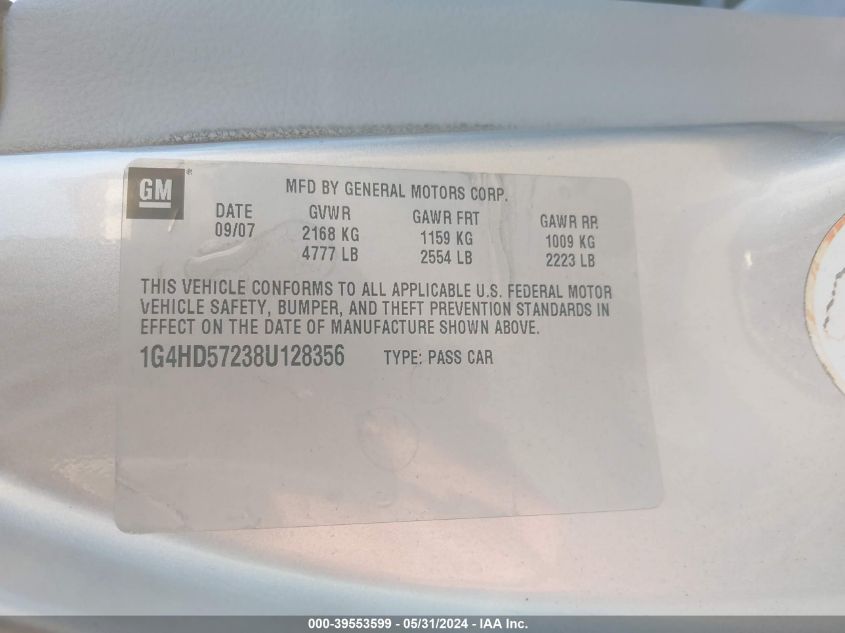 GM
MFD BY GENERAL MOTORS CORP.
DATE GVWR GAWR FRT GAWR RR
09/07 2168 KG 1159 KG 1009 KG
4777 LB 2554 LB 2223 LB
THIS VEHICLE CONFORMS TO ALL APPLICABLE U.S. FEDERAL MOTOR
VEHICLE SAFETY, BUMPER, AND THEFT PREVENTION STANDARDS IN
EFFECT ON THE DATE OF MANUFACTURE SHOWN ABOVE.
1G4HD57238U128356 TYPE: PASS CAR
000-39553599 - 05/31/2024 - IAA Inc.